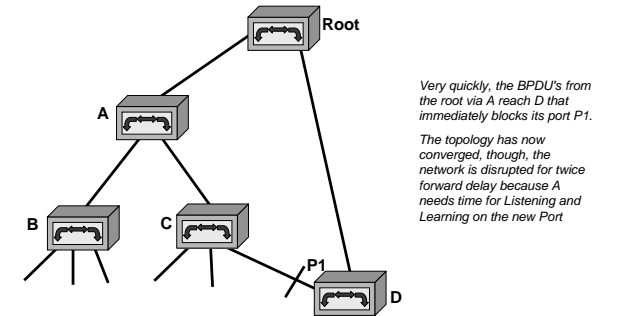 Root
Very quickly, the BPDU's from
the root via A reach D that
immediately blocks its port P1.
A
The topology has now
converged, though, the
network is disrupted for twice
forward delay because A
needs time for Listening and
Learning on the new Port
B
C
P1
D